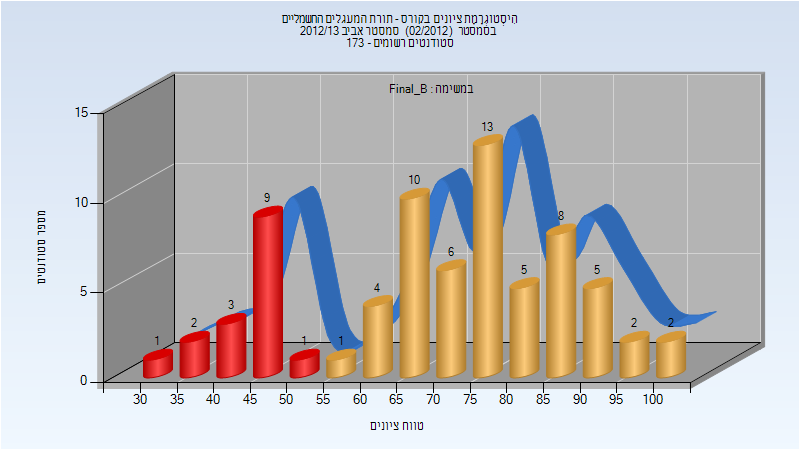 היסטוגרמת ציונים בקורס - תורת המעגלים החשמליים
בסמסטר (02/2012) סמסטר אביב 2012/13
סטודנטים רשומים - 173
במשימה : Final_B
15
10
5
0
מספר סטודנטים
1
2
3
9
1
1
4
10
6
13
5
8
5
2
2
30 35 40 45 50 55 60 65 70 75 80 85 90 95 100
טווח ציונים